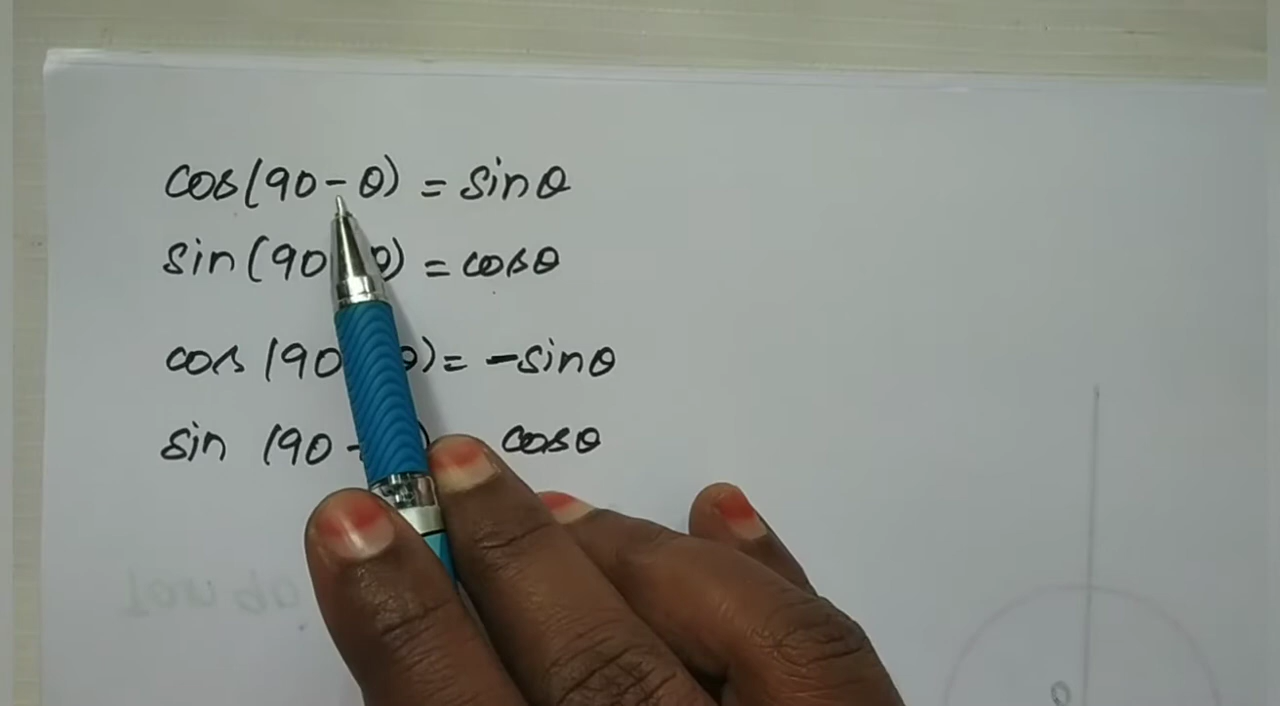 cos(90-θ) = sinθ
sin(90 θ) = cosθ
cos (90 θ) = -sinθ
sin (90 cosθ
θ